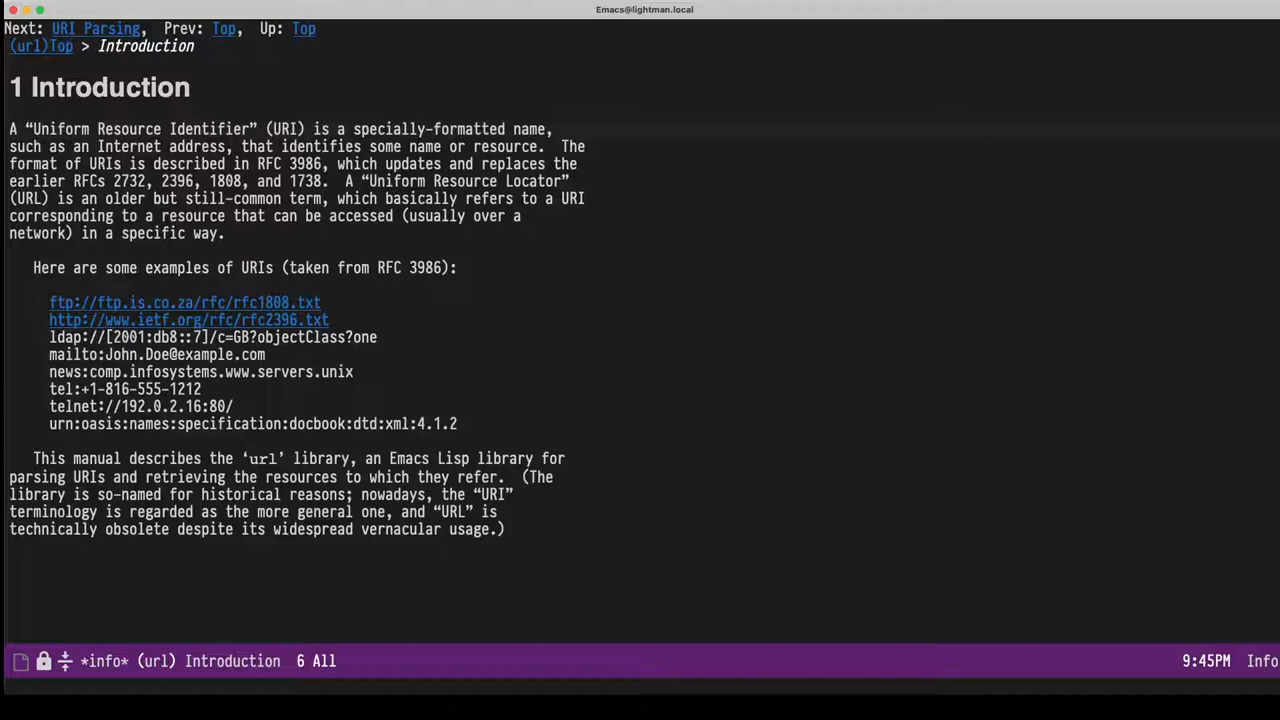 Emacs@lightman.local
Next: URI Parsing,  Prev: Top,  Up: Top
(url)Top > Introduction
1 Introduction
A “Uniform Resource Identifier” (URI) is a specially-formatted name,
such as an Internet address, that identifies some name or resource.  The
format of URIs is described in RFC 3986, which updates and replaces the
earlier RFCs 2732, 2396, 1808, and 1738.  A “Uniform Resource Locator”
(URL) is an older but still-common term, which basically refers to a URI
corresponding to a resource that can be accessed (usually over a
network) in a specific way.
Here are some examples of URIs (taken from RFC 3986):
ftp://ftp.is.co.za/rfc/rfc1808.txt
http://www.ietf.org/rfc/rfc2396.txt
ldap://[2001:db8::7]/c=GB?objectClass?one
mailto:John.Doe@example.com
news:comp.infosystems.www.servers.unix
tel:+1-816-555-1212
telnet://192.0.2.16:80/
urn:oasis:names:specification:docbook:dtd:xml:4.1.2
This manual describes the ‘url’ library, an Emacs Lisp library for
parsing URIs and retrieving the resources to which they refer.  (The
library is so-named for historical reasons; nowadays, the “URI”
terminology is regarded as the more general one, and “URL” is
technically obsolete despite its widespread vernacular usage.)
*info* (url) Introduction  6 All  9:45PM  Info